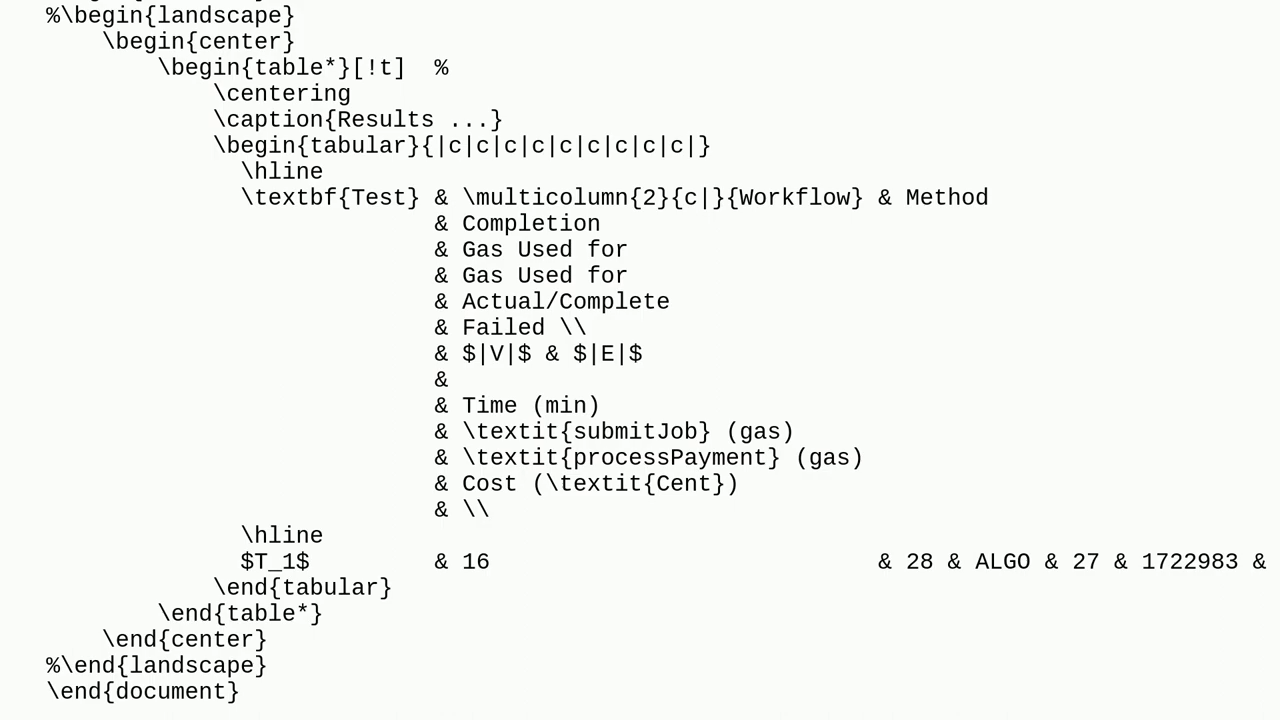 %\begin{landscape}
    \begin{center}
        \begin{table*}[!t]  %
            \centering
            \caption{Results ...}
            \begin{tabular}{|c|c|c|c|c|c|c|c|c|}
              \hline
              \textbf{Test} & \multicolumn{2}{c|}{Workflow} & Method
                            & Completion
                            & Gas Used for
                            & Gas Used for
                            & Actual/Complete
                            & Failed \\
                            & $|V|$ & $|E|$
                            &
                            & Time (min)
                            & \textit{submitJob} (gas)
                            & \textit{processPayment} (gas)
                            & Cost (\textit{Cent})
                            & \\
              \hline
              $T_1$         & 16                            & 28 & ALGO & 27 & 1722983 &
            \end{tabular}
        \end{table*}
    \end{center}
%\end{landscape}
\end{document}